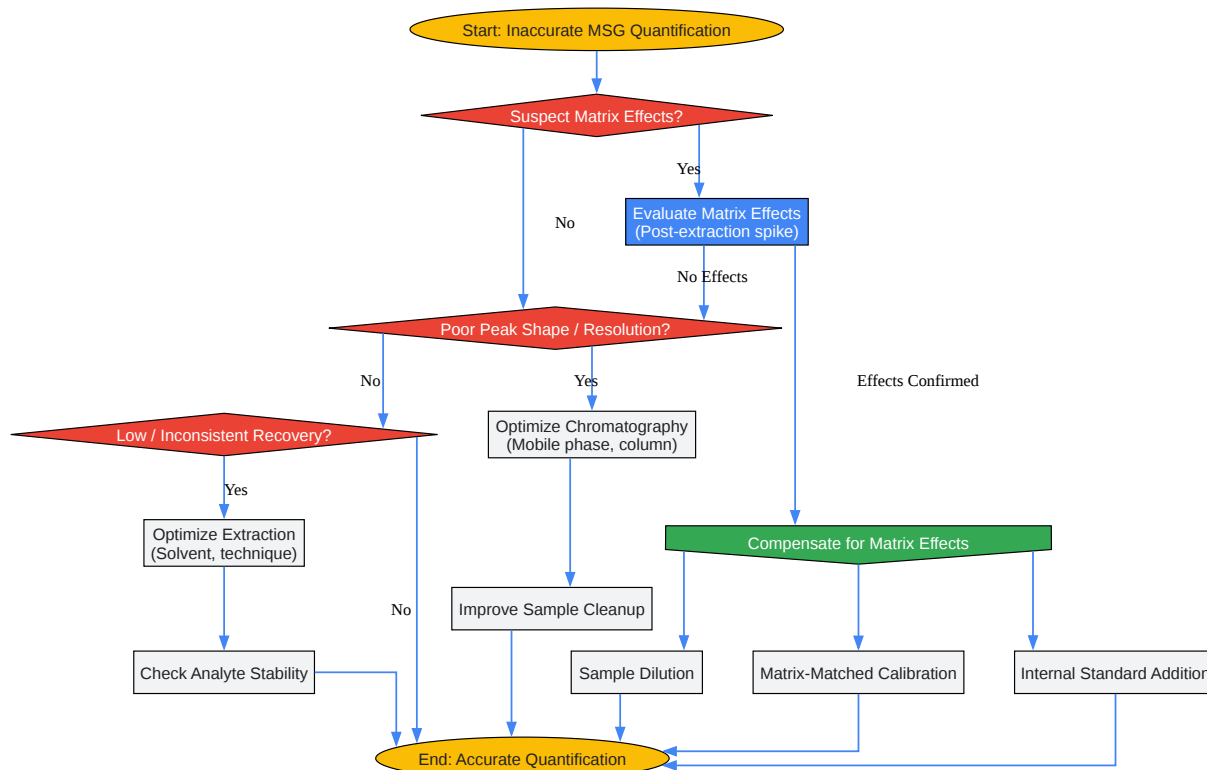 Start: Inaccurate MSG Quantification
Suspect Matrix Effects?
Yes
Evaluate Matrix Effects
(Post-extraction spike)
No
No Effects
Poor Peak Shape / Resolution?
No
Yes
Effects Confirmed
Optimize Chromatography
(Mobile phase, column)
Low / Inconsistent Recovery?
Yes
Optimize Extraction
(Solvent, technique)
Compensate for Matrix Effects
Improve Sample Cleanup
No
Check Analyte Stability
Sample Dilution
Matrix-Matched Calibration
Internal Standard Addition
End: Accurate Quantification